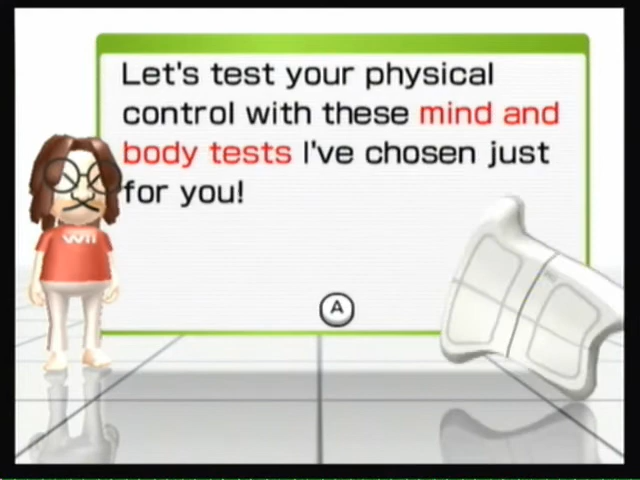 Let's test your physical
control with these mind and
body tests I've chosen just
for you!
Wii
A